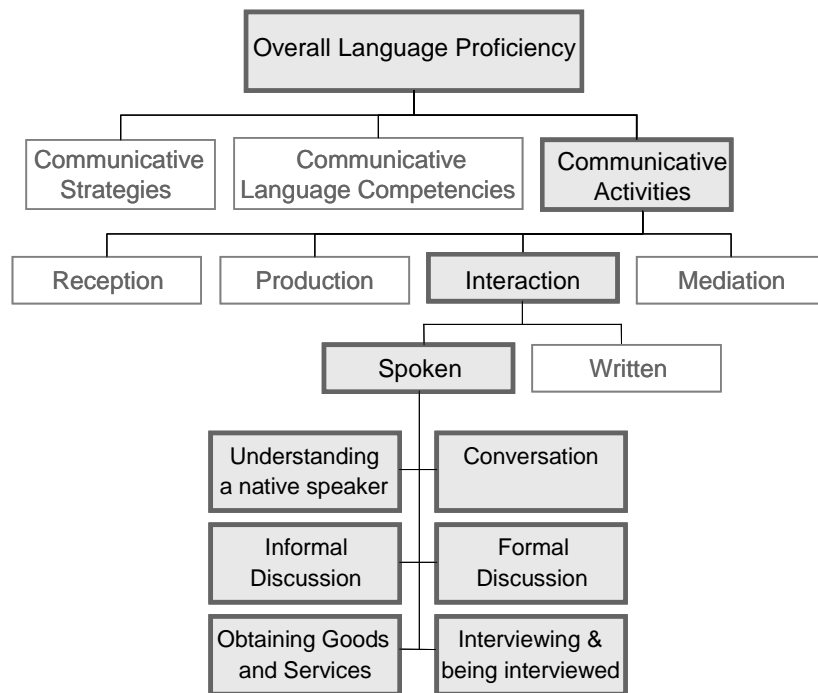 Overall Language Proficiency
Communicative
Strategies
Communicative
Language Competencies
Communicative
Activities
Reception
Production
Interaction
Mediation
Spoken
Written
Understanding
a native speaker
Conversation
Informal
Discussion
Formal
Discussion
Obtaining Goods
and Services
Interviewing &
being interviewed